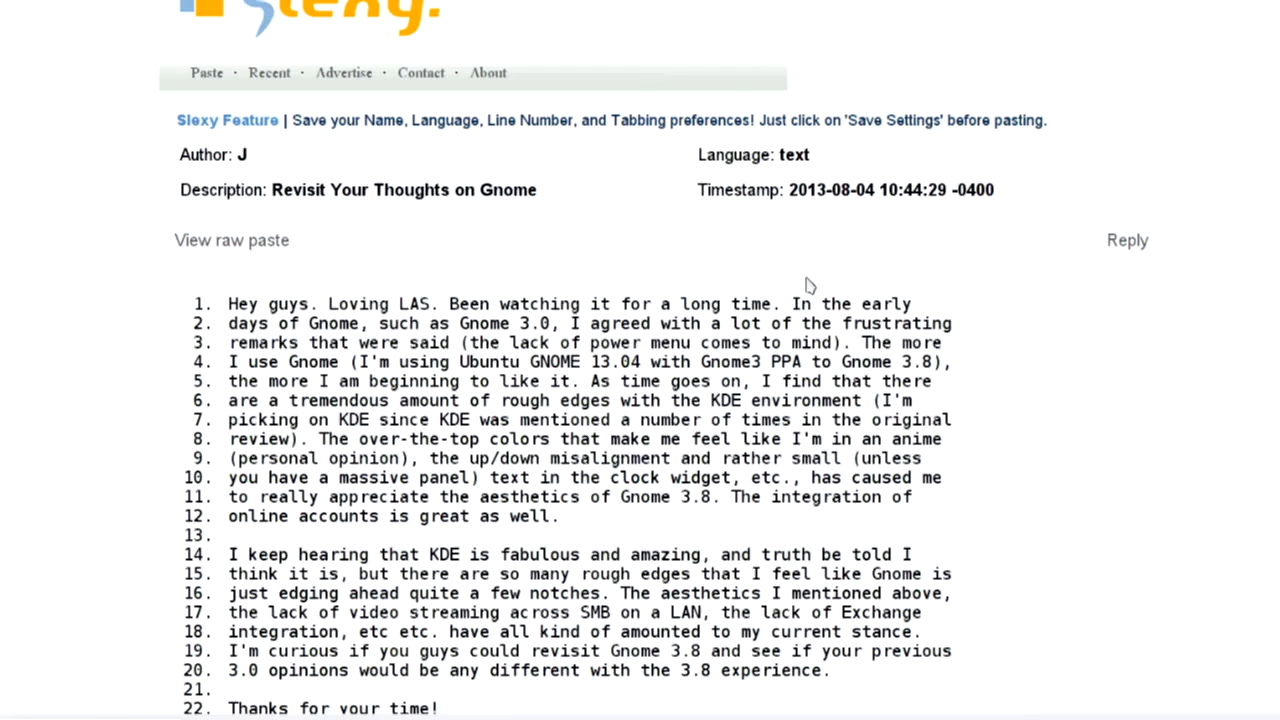 slexy.
Paste · Recent · Advertise · Contact · About
Slexy Feature | Save your Name, Language, Line Number, and Tabbing preferences! Just click on 'Save Settings' before pasting.
Author: J Language: text
Description: Revisit Your Thoughts on Gnome Timestamp: 2013-08-04 10:44:29 -0400
View raw paste Reply
1. Hey guys. Loving LAS. Been watching it for a long time. In the early
2. days of Gnome, such as Gnome 3.0, I agreed with a lot of the frustrating
3. remarks that were said (the lack of power menu comes to mind). The more
4. I use Gnome (I'm using Ubuntu GNOME 13.04 with Gnome3 PPA to Gnome 3.8),
5. the more I am beginning to like it. As time goes on, I find that there
6. are a tremendous amount of rough edges with the KDE environment (I'm
7. picking on KDE since KDE was mentioned a number of times in the original
8. review). The over-the-top colors that make me feel like I'm in an anime
9. (personal opinion), the up/down misalignment and rather small (unless
10. you have a massive panel) text in the clock widget, etc., has caused me
11. to really appreciate the aesthetics of Gnome 3.8. The integration of
12. online accounts is great as well.
13.
14. I keep hearing that KDE is fabulous and amazing, and truth be told I
15. think it is, but there are so many rough edges that I feel like Gnome is
16. just edging ahead quite a few notches. The aesthetics I mentioned above,
17. the lack of video streaming across SMB on a LAN, the lack of Exchange
18. integration, etc etc. have all kind of amounted to my current stance.
19. I'm curious if you guys could revisit Gnome 3.8 and see if your previous
20. 3.0 opinions would be any different with the 3.8 experience.
21.
22. Thanks for your time!